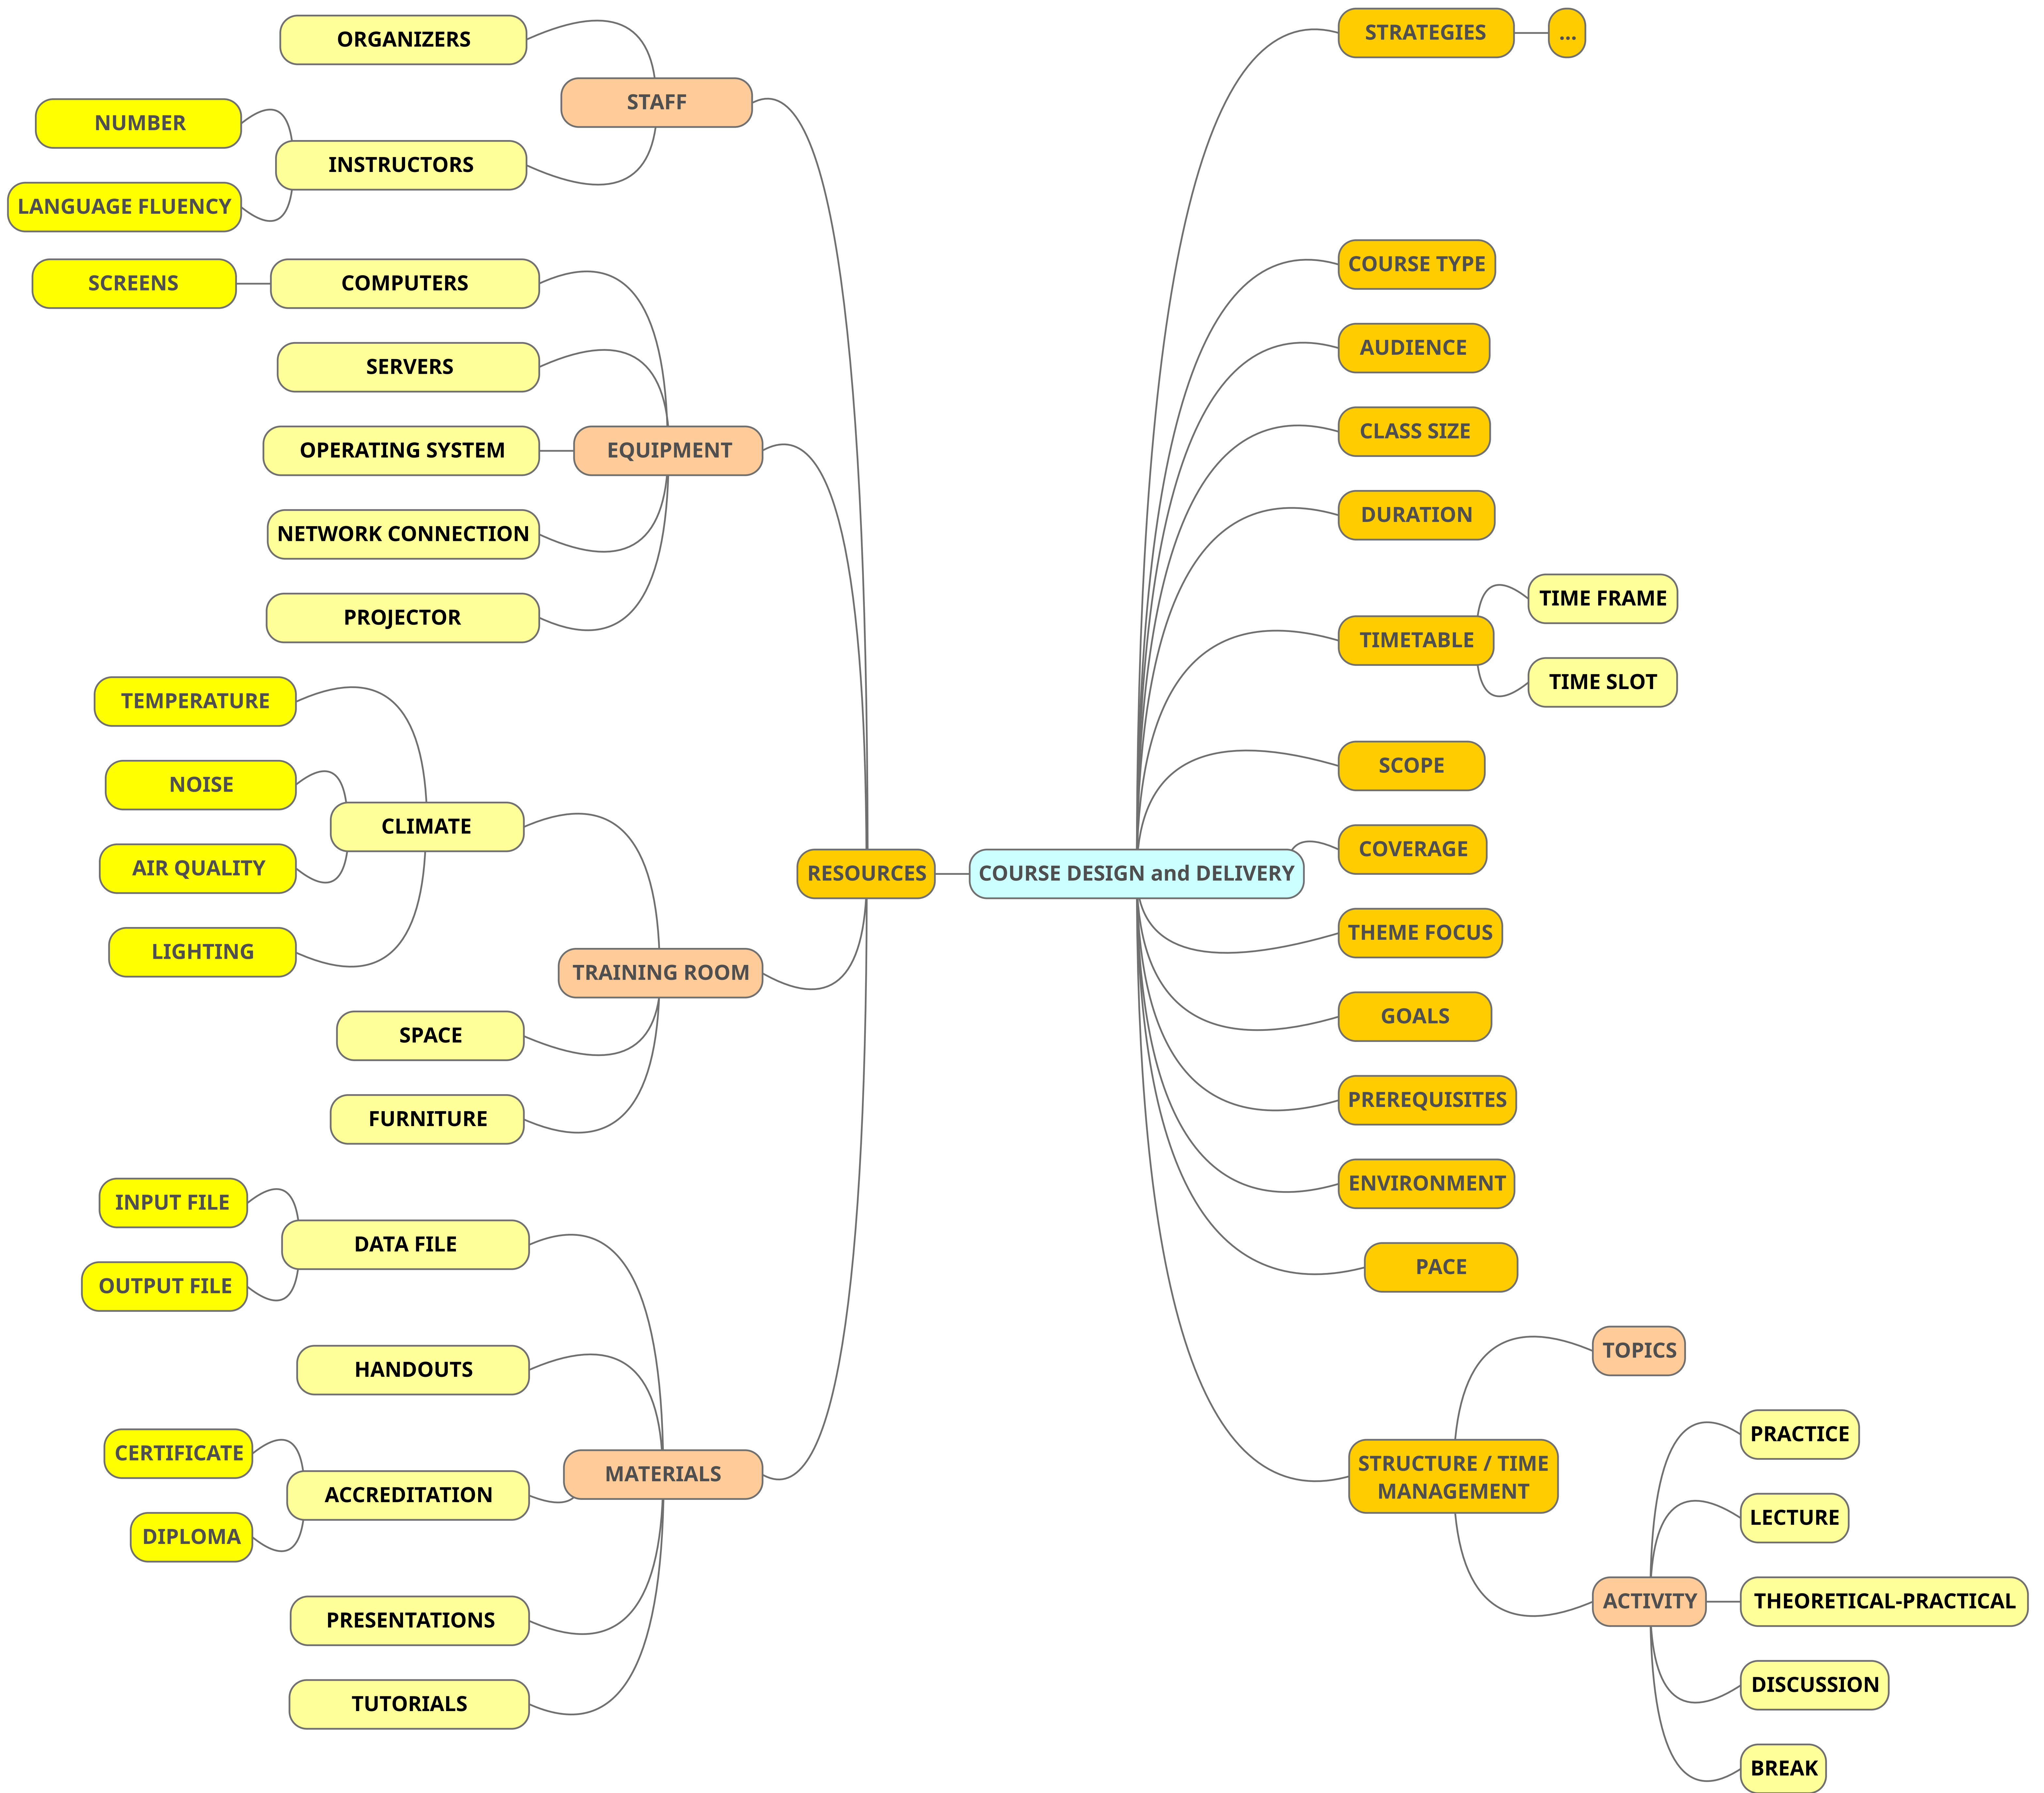 ORGANIZERS
STAFF
NUMBER
INSTRUCTORS
LANGUAGE FLUENCY
SCREENS
COMPUTERS
SERVERS
OPERATING SYSTEM
EQUIPMENT
NETWORK CONNECTION
PROJECTOR
TEMPERATURE
NOISE
CLIMATE
AIR QUALITY
LIGHTING
TRAINING ROOM
SPACE
FURNITURE
INPUT FILE
DATA FILE
OUTPUT FILE
HANDOUTS
CERTIFICATE
ACCREDITATION
MATERIALS
DIPLOMA
PRESENTATIONS
TUTORIALS
RESOURCES
COURSE DESIGN and DELIVERY
STRATEGIES
...
COURSE TYPE
AUDIENCE
CLASS SIZE
DURATION
TIMETABLE
TIME FRAME
TIME SLOT
SCOPE
COVERAGE
THEME FOCUS
GOALS
PREREQUISITES
ENVIRONMENT
PACE
STRUCTURE / TIME
MANAGEMENT
TOPICS
ACTIVITY
PRACTICE
LECTURE
THEORETICAL-PRACTICAL
DISCUSSION
BREAK